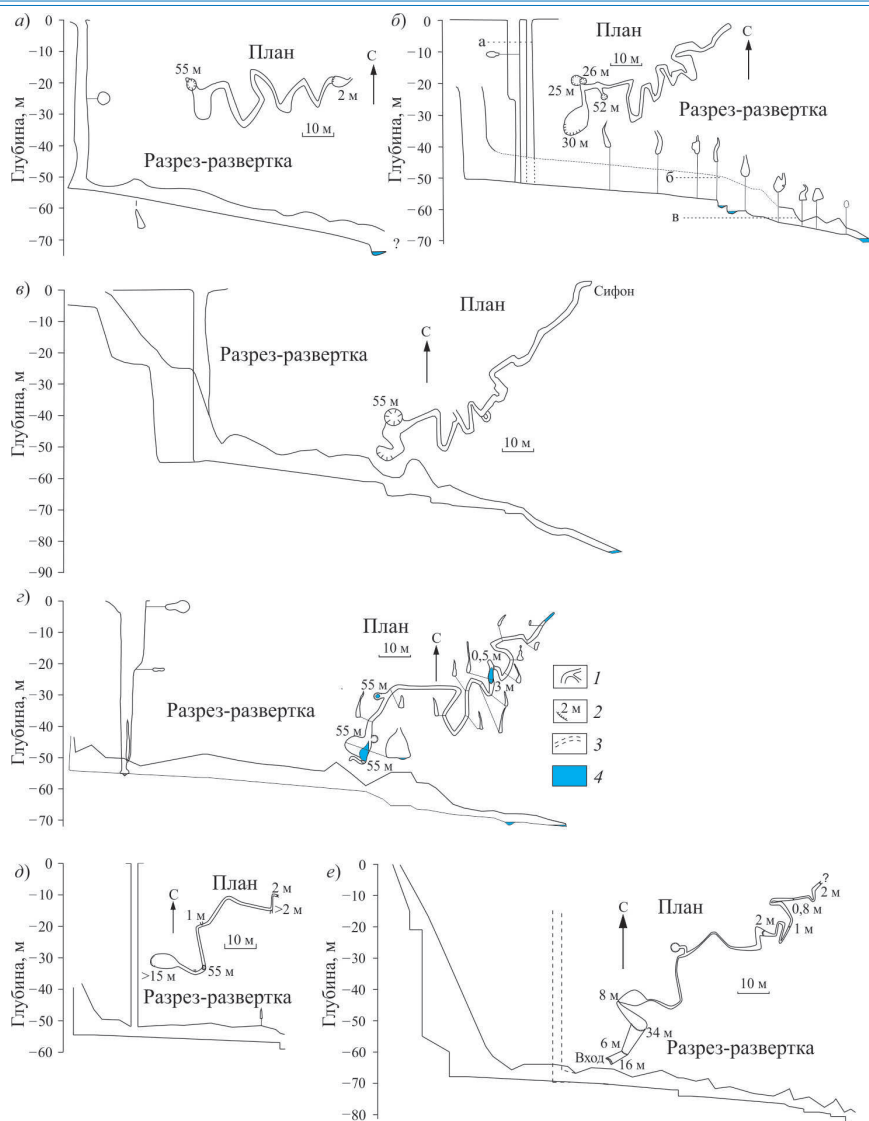 а)
Глубина, м
0
−10
−20
−30
−40
−50
−60
−70
План
С
55 м
2 м
10 м
Разрез-развертка
?
б)
Глубина, м
0
−10
−20
−30
−40
−50
−60
−70
а
План
С
10 м
26 м
25 м
52 м
30 м
Разрез-развертка
б
в
в)
Глубина, м
0
−10
−20
−30
−40
−50
−60
−70
−80
−90
План
Сифон
С
Разрез-развертка
55 м
10 м
г)
Глубина, м
0
−10
−20
−30
−40
−50
−60
−70
План
С
10 м
0,5 м
3 м
55 м
55 м
55 м
Разрез-развертка
1
2 м 2
3
4
д)
Глубина, м
0
−10
−20
−30
−40
−50
−60
План
С
2 м
>2 м
1 м
10 м
>15 м
55 м
Разрез-развертка
е)
Глубина, м
0
−10
−20
−30
−40
−50
−60
−70
−80
План
С
?
2 м
0,8 м
2 м
1 м
10 м
8 м
34 м
6 м
Вход
16 м
Разрез-развертка